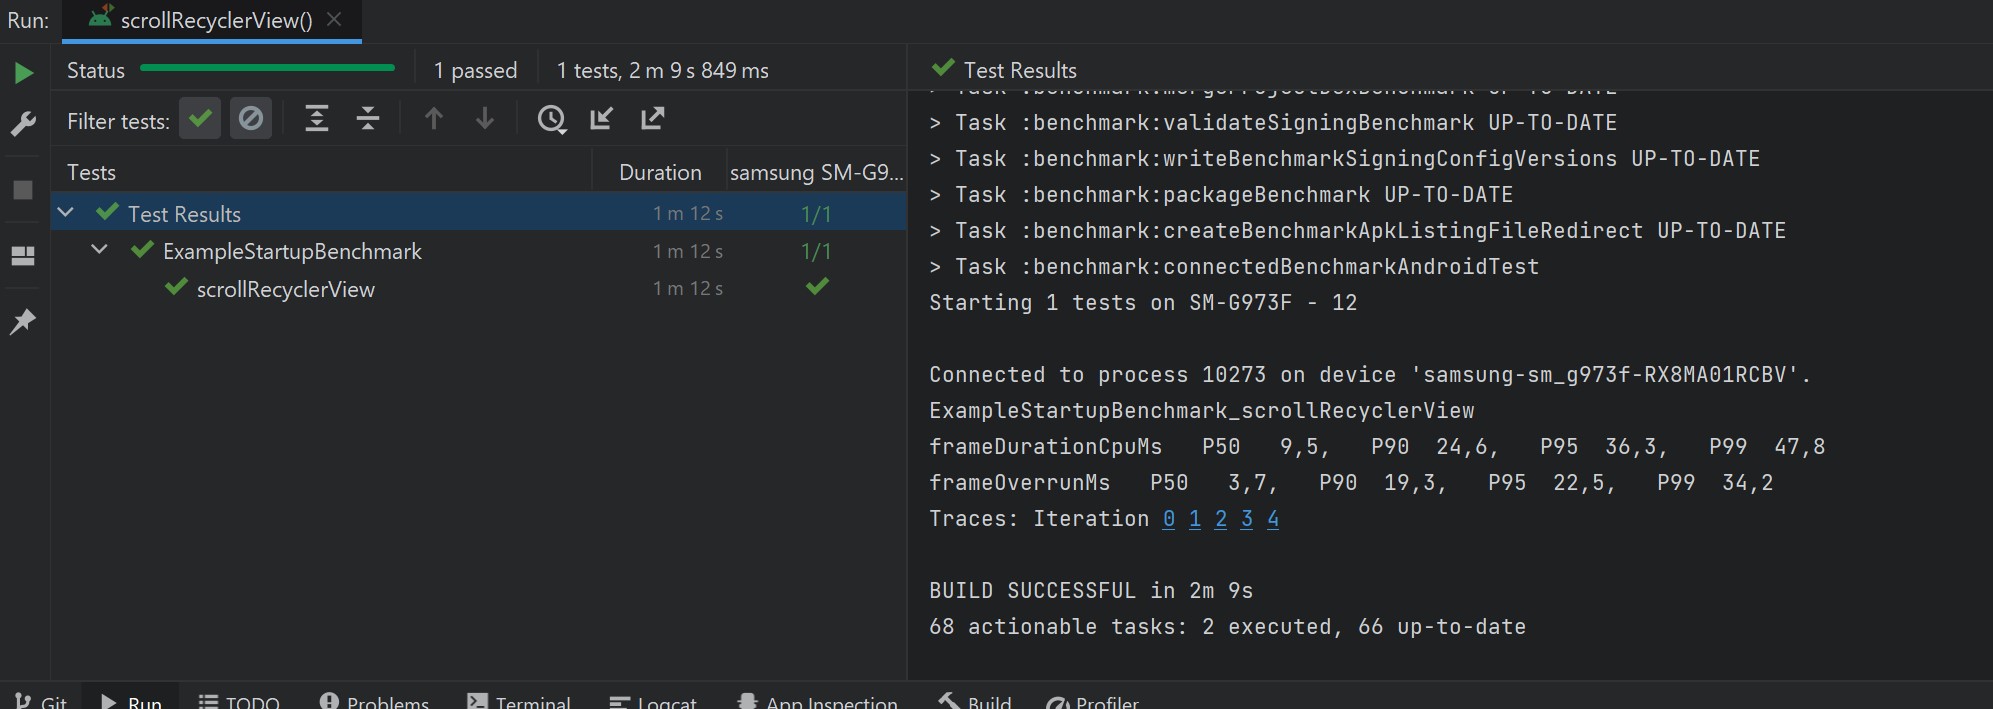 Run: scrollRecyclerView()
Status 1 passed 1 tests, 2 m 9 s 849 ms
Filter tests:
Tests Duration samsung SM-G9...
Test Results 1 m 12 s 1/1
ExampleStartupBenchmark 1 m 12 s 1/1
scrollRecyclerView 1 m 12 s
Test Results
> Task :benchmark:mergeProjectDexBenchmark UP-TO-DATE
> Task :benchmark:validateSigningBenchmark UP-TO-DATE
> Task :benchmark:writeBenchmarkSigningConfigVersions UP-TO-DATE
> Task :benchmark:packageBenchmark UP-TO-DATE
> Task :benchmark:createBenchmarkApkListingFileRedirect UP-TO-DATE
> Task :benchmark:connectedBenchmarkAndroidTest
Starting 1 tests on SM-G973F - 12
Connected to process 10273 on device 'samsung-sm_g973f-RX8MA01RCBV'.
ExampleStartupBenchmark_scrollRecyclerView
frameDurationCpuMs P50 9,5, P90 24,6, P95 36,3, P99 47,8
frameOverrunMs P50 3,7, P90 19,3, P95 22,5, P99 34,2
Traces: Iteration 0 1 2 3 4
BUILD SUCCESSFUL in 2m 9s
68 actionable tasks: 2 executed, 66 up-to-date
Git Run TODO Problems Terminal Logcat App Inspection Build Profiler